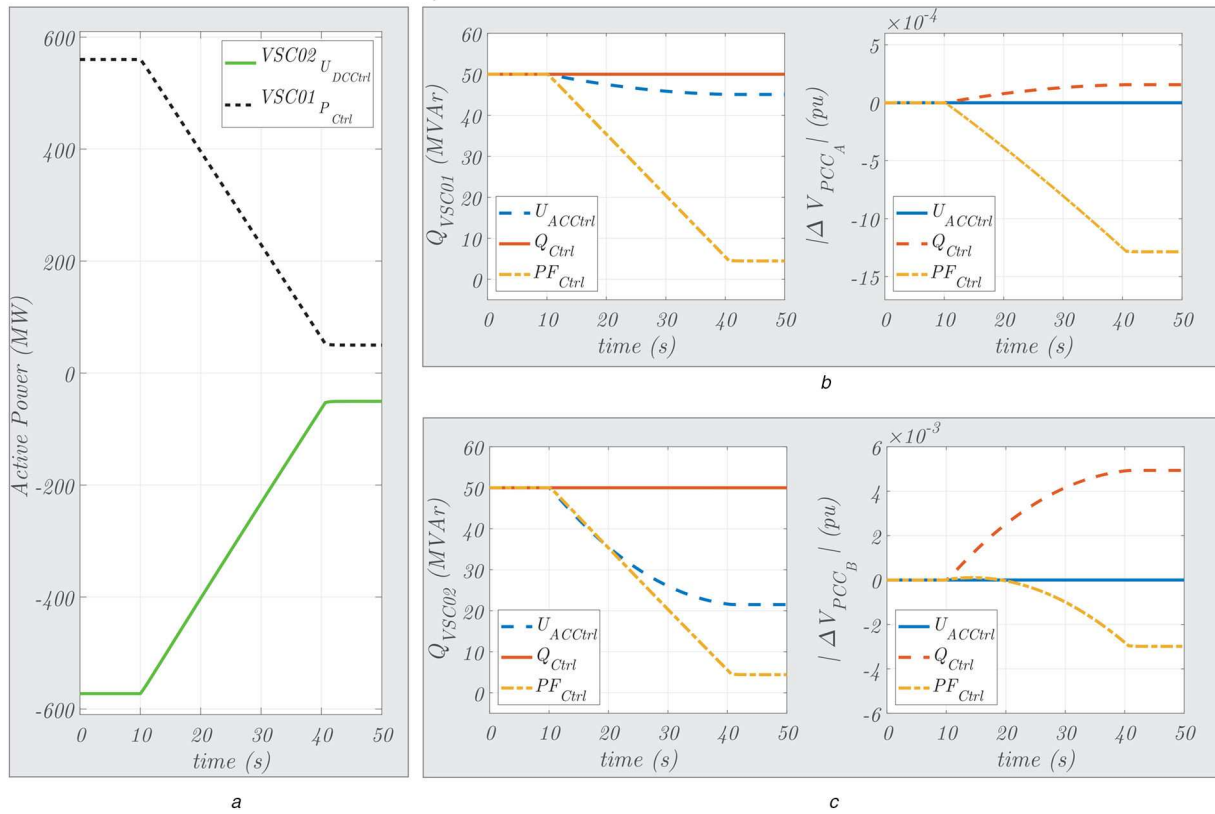 600
400
200
0
-200
-400
-600
Active Power (MW)
VSC02 U DCCtrl
VSC01 P Ctrl
0 10 20 30 40 50
time (s)
a
60
50
40
30
20
10
0
Q VSC01 (MVAr)
U ACCtrl
Q Ctrl
PF Ctrl
0 10 20 30 40 50
time (s)
×10-4
5
0
-5
-10
-15
|Δ V PCC A | (pu)
U ACCtrl
Q Ctrl
PF Ctrl
0 10 20 30 40 50
time (s)
b
60
50
40
30
20
10
0
Q VSC02 (MVAr)
U ACCtrl
Q Ctrl
PF Ctrl
0 10 20 30 40 50
time (s)
×10-3
6
4
2
0
-2
-4
-6
| ΔV PCC B | (pu)
U ACCtrl
Q Ctrl
PF Ctrl
0 10 20 30 40 50
time (s)
c